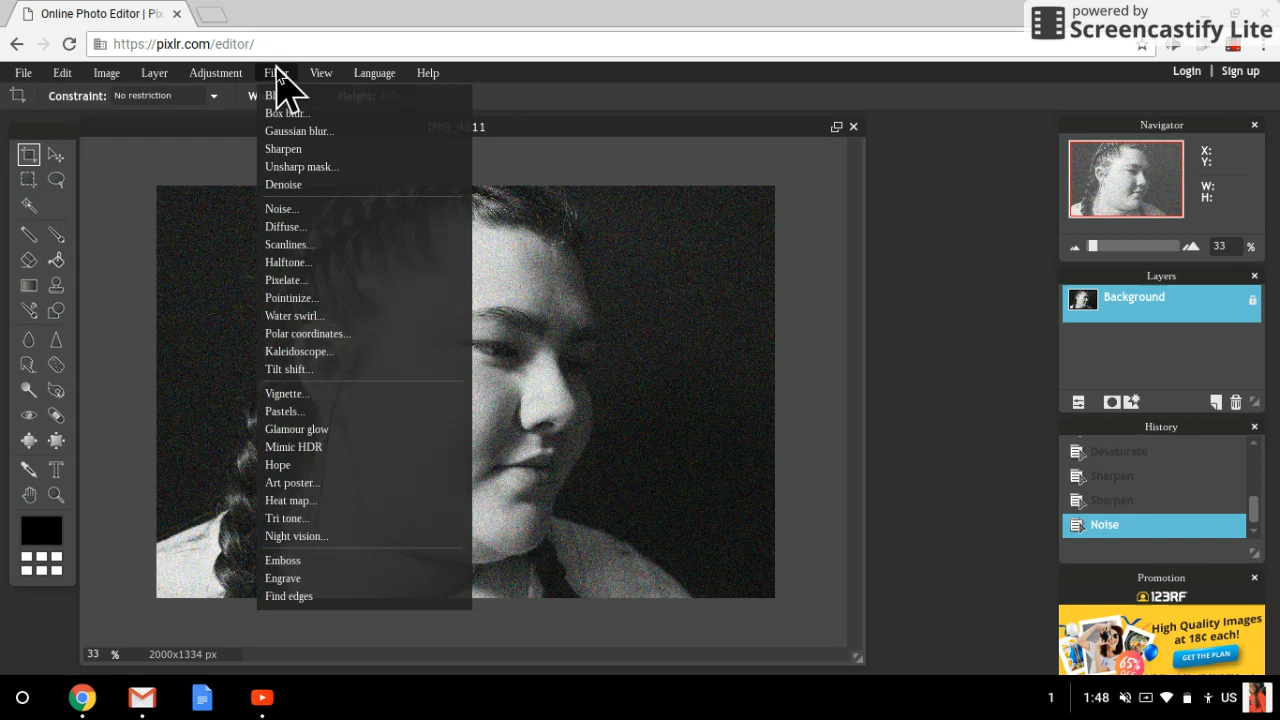 Online Photo Editor | Pix
powered by
Screencastify Lite
https://pixlr.com/editor/
File Edit Image Layer Adjustment Filter View Language Help
Login | Sign up
Constraint: No restriction
Height:
Box blur...
Gaussian blur...
Sharpen
Unsharp mask...
Denoise
Noise...
Diffuse...
Scanlines...
Halftone...
Pixelate...
Pointinize...
Water swirl...
Polar coordinates...
Kaleidoscope...
Tilt shift...
Vignette...
Pastels...
Glamour glow
Mimic HDR
Hope
Art poster...
Heat map...
Tri tone...
Night vision...
Emboss
Engrave
Find edges
33 % 2000x1334 px
Navigator
X:
Y:
W:
H:
33 %
Layers
Background
History
Desaturate
Sharpen
Sharpen
Noise
Promotion
123RF
High Quality Images
at 18¢ each!
65%
GET THE PLAN
1 1:48 US